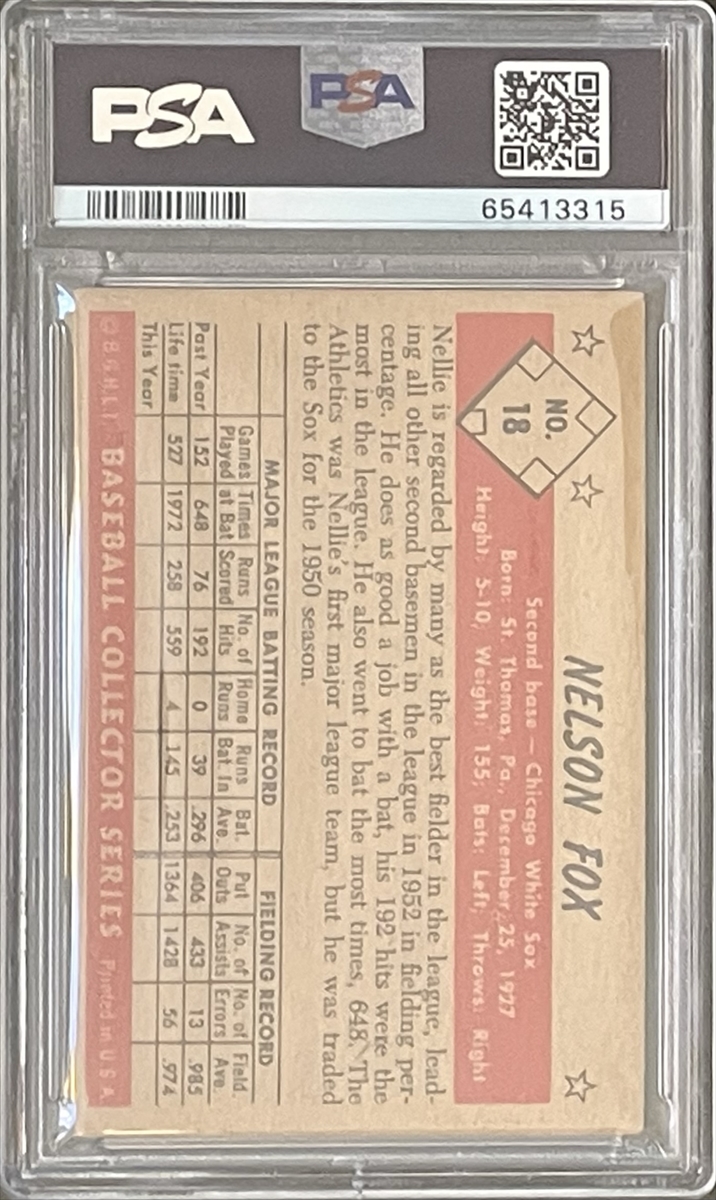 PSA
PSA
65413315
NO.
18
NELSON FOX
Second base — Chicago White Sox
Born: St. Thomas, Pa., December 25, 1927
Height: 5-10; Weight: 155; Bats: Left; Throws: Right
Nellie is regarded by many as the best fielder in the league, lead-
ing all other second basemen in the league in 1952 in fielding per-
centage. He does as good a job with a bat, his 192 hits were the
most in the league. He also went to bat the most times, 648. The
Athletics was Nellie's first major league team, but he was traded
to the Sox for the 1950 season.
MAJOR LEAGUE BATTING RECORD FIELDING RECORD
Games Times Runs No. of Home Runs Bat. Put No. of No. of Field.
Played at Bat Scored Hits Runs Bat. In Ave. Outs Assists Errors Ave.
Past Year 152 648 76 192 0 39 .296 406 433 13 .985
Life time 527 1972 258 559 4 145 .253 1364 1428 56 .974
This Year
© B.G.H.L.I. BASEBALL COLLECTOR SERIES Printed in U.S.A.